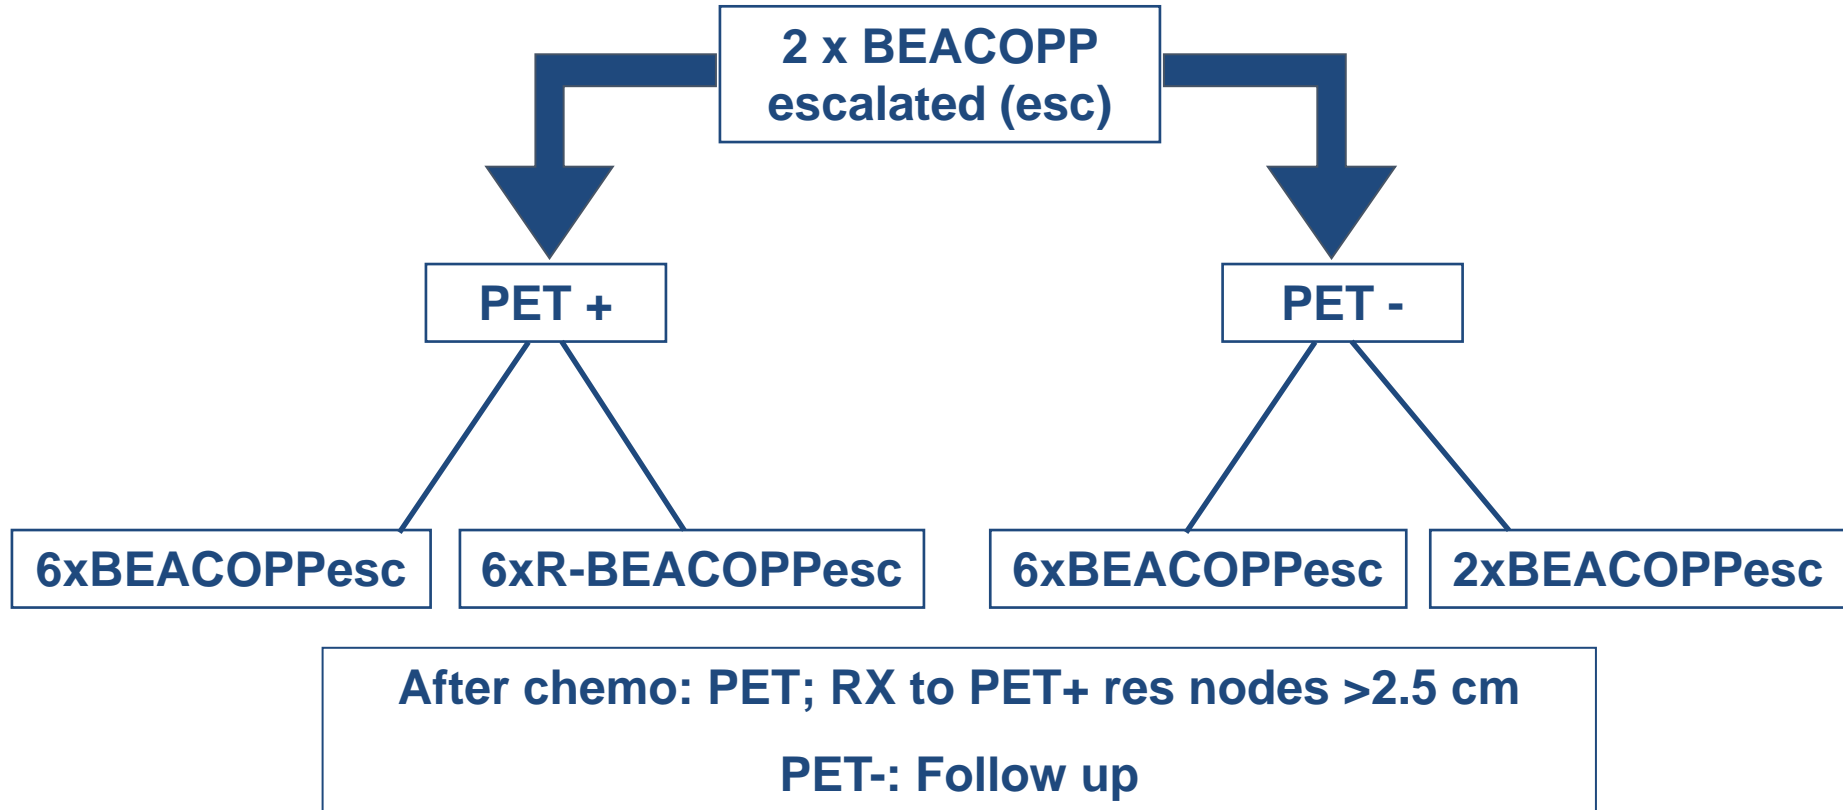 2 x BEACOPP
escalated (esc)
PET +
PET -
6xBEACOPPesc
6xR-BEACOPPesc
6xBEACOPPesc
2xBEACOPPesc
After chemo: PET; RX to PET+ res nodes >2.5 cm
PET-: Follow up